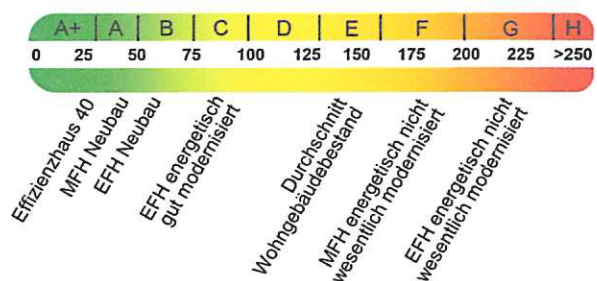 A+ A B C D E F G H
0 25 50 75 100 125 150 175 200 225 >250
Effizienzhaus 40
MFH Neubau
EFH Neubau
EFH energetisch
gut modernisiert
Durchschnitt
Wohngebäudebestand
MFH energetisch nicht
wesentlich modernisiert
EFH energetisch nicht
wesentlich modernisiert